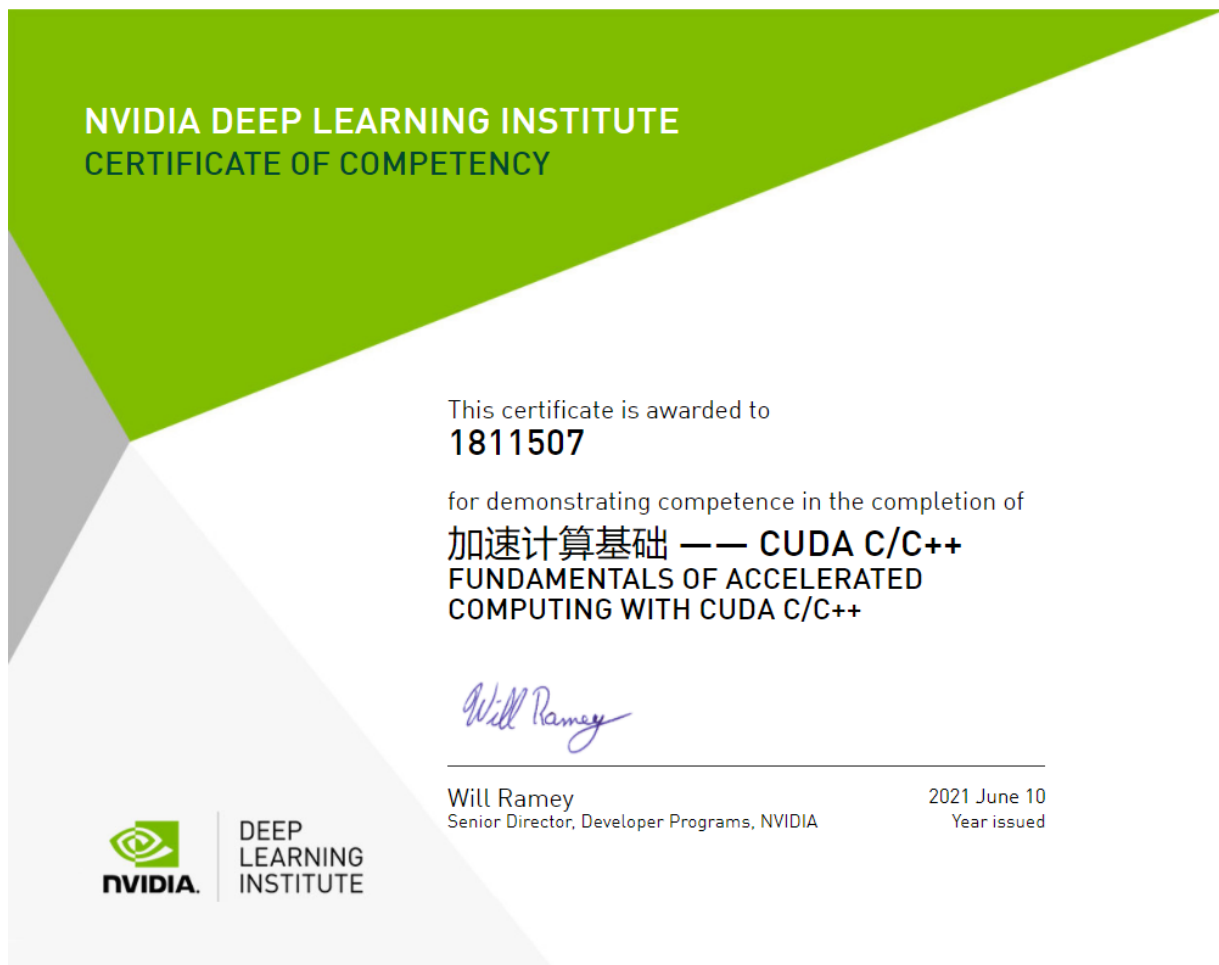 NVIDIA DEEP LEARNING INSTITUTE
CERTIFICATE OF COMPETENCY
This certificate is awarded to
1811507
for demonstrating competence in the completion of
加速计算基础 —— CUDA C/C++
FUNDAMENTALS OF ACCELERATED
COMPUTING WITH CUDA C/C++
Will Ramey
Will Ramey
Senior Director, Developer Programs, NVIDIA
2021 June 10
Year issued
NVIDIA.
DEEP
LEARNING
INSTITUTE